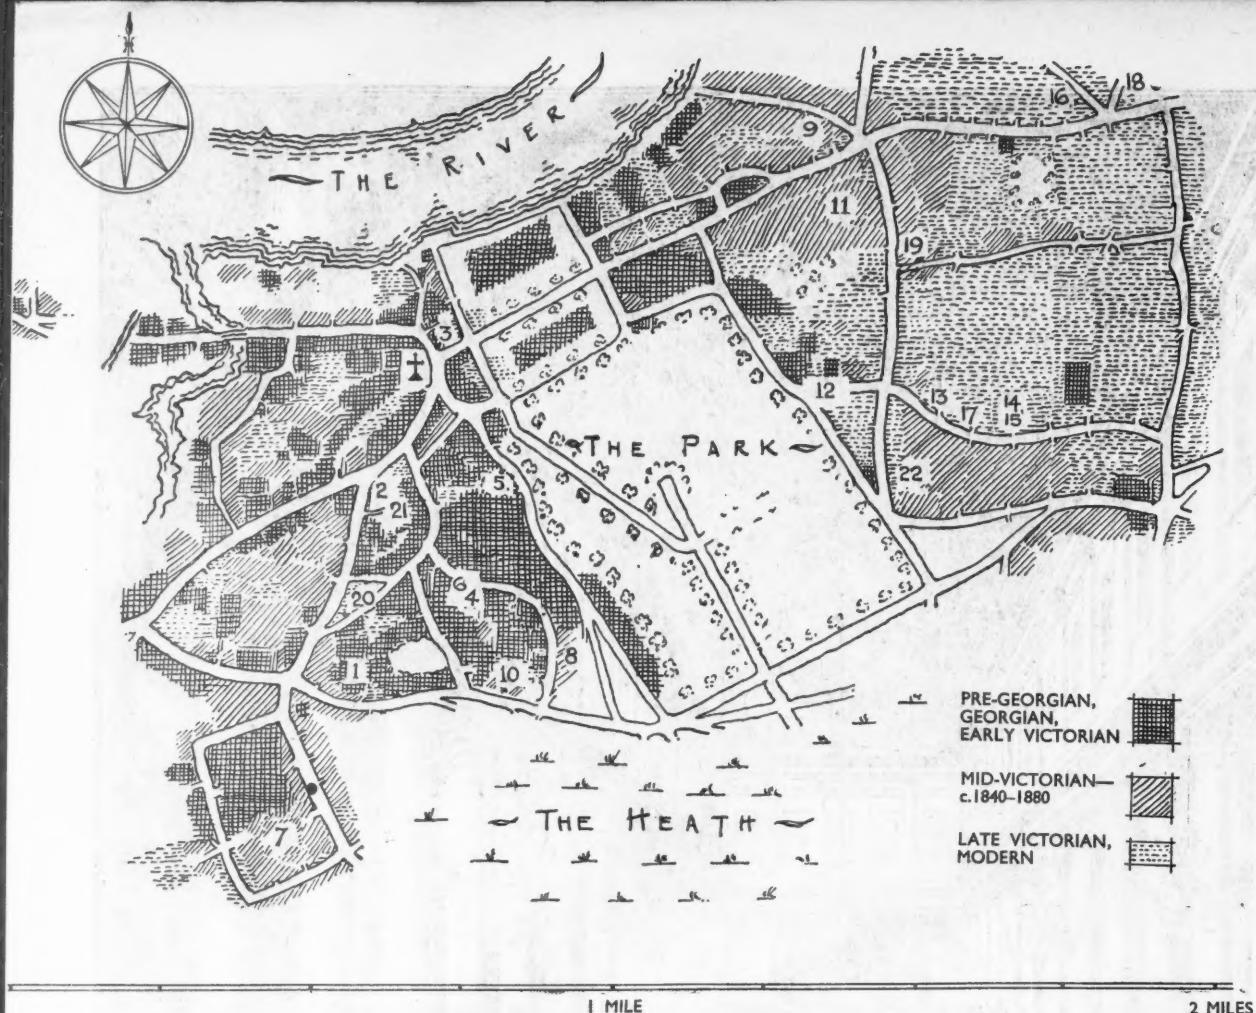 THE RIVER
16
18
9
11
19
3
12
13
14
15
17
THE PARK
22
5
2
21
6
4
20
1
8
10
7
PRE-GEORGIAN,
GEORGIAN,
EARLY VICTORIAN
MID-VICTORIAN—
c.1840–1880
LATE VICTORIAN,
MODERN
THE HEATH
1 MILE
2 MILES